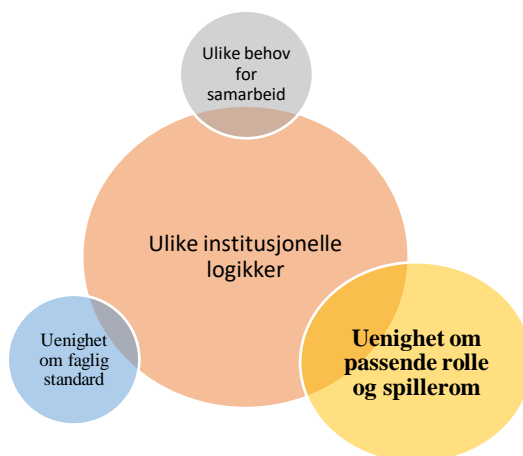 Ulike behov
for
samarbeid
Ulike institusjonelle
logikker
Uenighet
om faglig
standard
Uenighet om
passende rolle
og spillerom